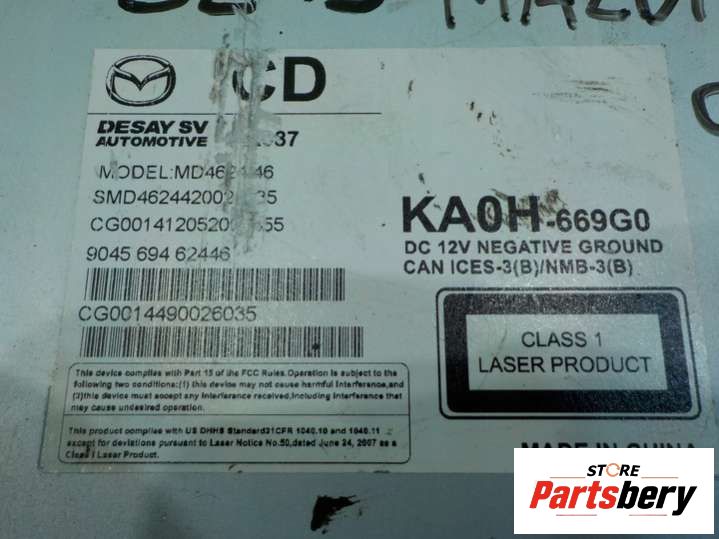 CD
DESAY SV
AUTOMOTIVE
MODEL:
KA0H-669G0
DC 12V NEGATIVE GROUND
CAN ICES-3(B)/NMB-3(B)
9045 69462446
CG0014490026035
CLASS 1
LASER PRODUCT
This device complies with Part 15 of the FCC Rules.Operation is subject to the
following two conditions:(1) this device may not cause harmful interference,and
(2)this device must accept any interference received,including interference that
may cause undesired operation.
This product complies with US DHHS Standard21CFR 1040.10 and 1040.11
except for deviations pursuant to Laser Notice No.50,dated June 24, 2007 as a
Class I Laser Product.
MADE IN CHINA
STORE
Partsbery